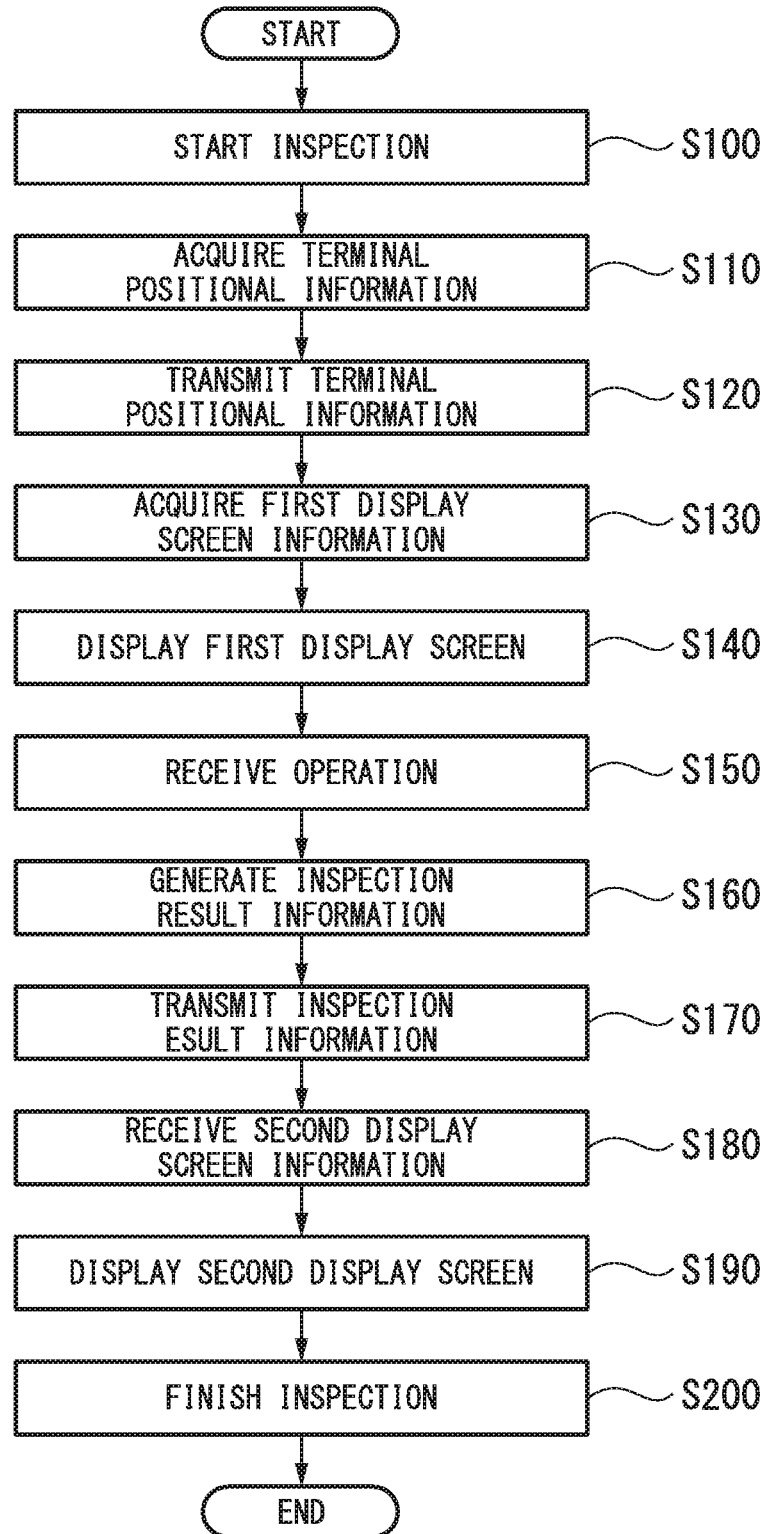 START
START INSPECTION
S100
ACQUIRE TERMINAL
POSITIONAL INFORMATION
S110
TRANSMIT TERMINAL
POSITIONAL INFORMATION
S120
ACQUIRE FIRST DISPLAY
SCREEN INFORMATION
S130
DISPLAY FIRST DISPLAY SCREEN
S140
RECEIVE OPERATION
S150
GENERATE INSPECTION
RESULT INFORMATION
S160
TRANSMIT INSPECTION
ESULT INFORMATION
S170
RECEIVE SECOND DISPLAY
SCREEN INFORMATION
S180
DISPLAY SECOND DISPLAY SCREEN
S190
FINISH INSPECTION
S200
END